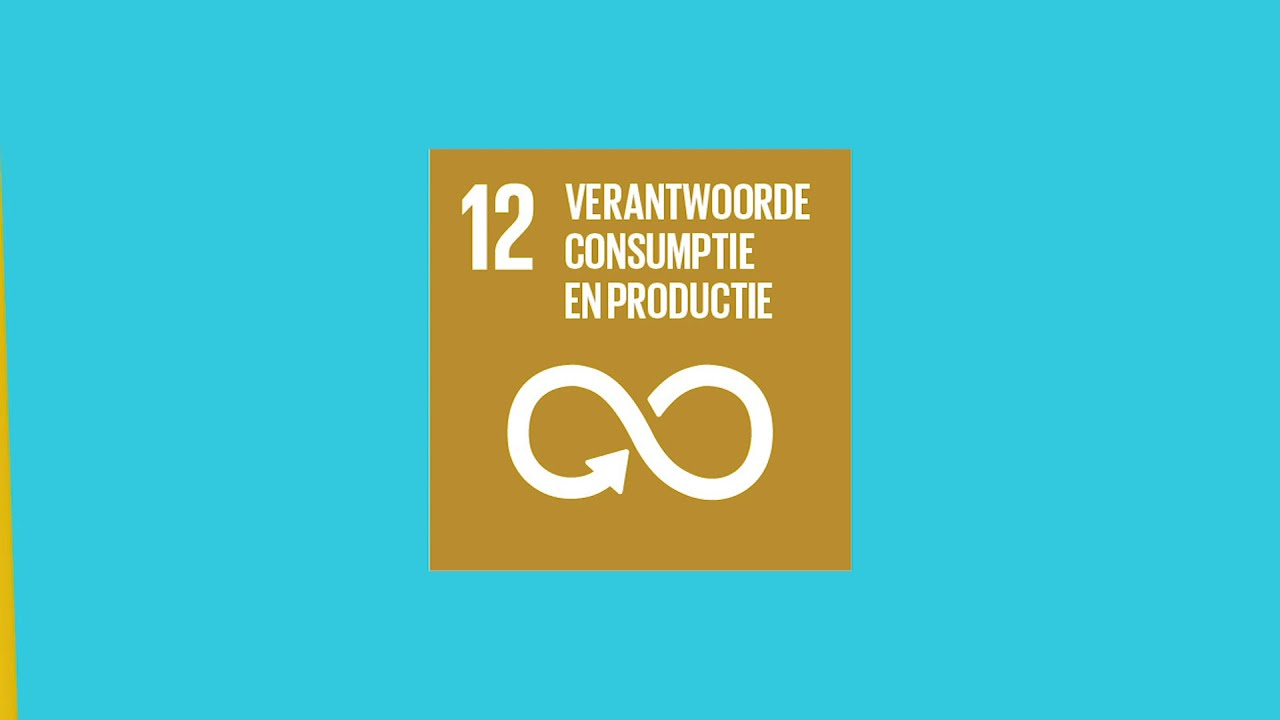 12
VERANTWOORDE
CONSUMPTIE
EN PRODUCTIE